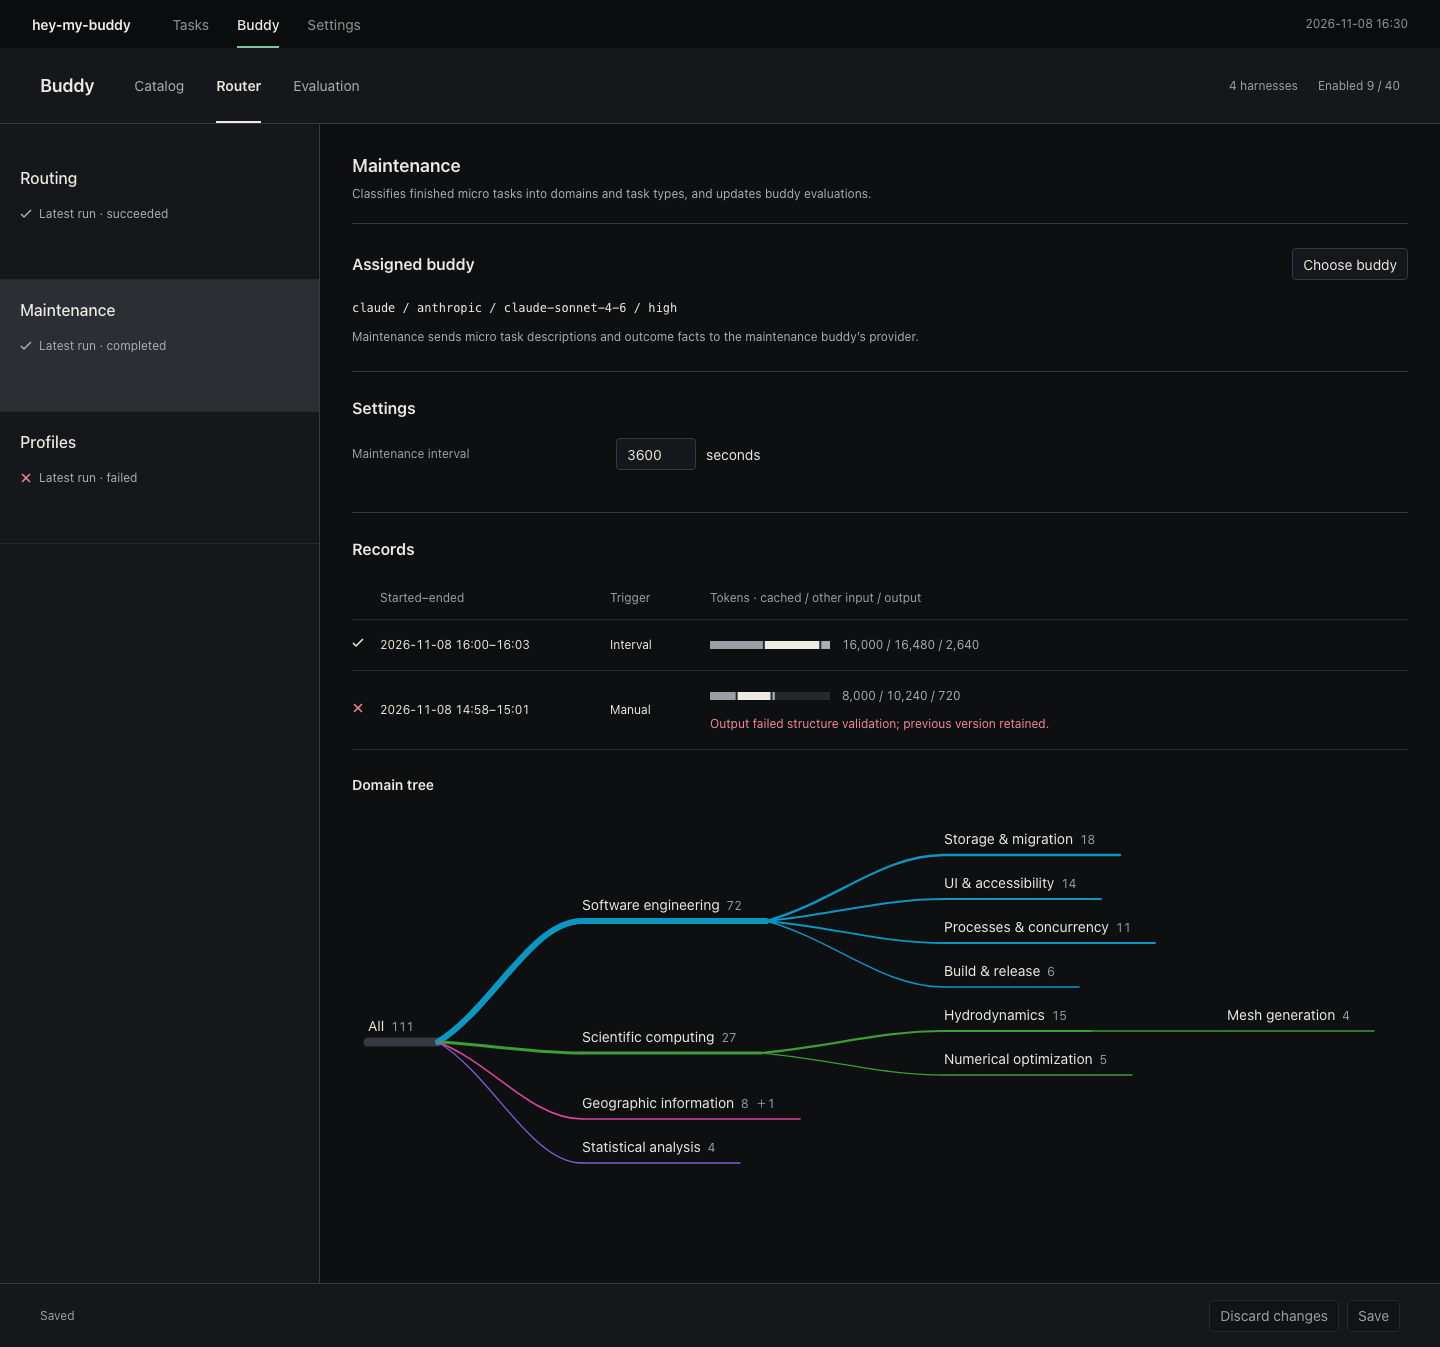 hey-my-buddy Tasks Buddy Settings 2026-11-08 16:30
Buddy Catalog Router Evaluation 4 harnesses Enabled 9 / 40
Routing
Latest run · succeeded
Maintenance
Latest run · completed
Profiles
Latest run · failed
Maintenance
Classifies finished micro tasks into domains and task types, and updates buddy evaluations.
Assigned buddy Choose buddy
claude / anthropic / claude-sonnet-4-6 / high
Maintenance sends micro task descriptions and outcome facts to the maintenance buddy's provider.
Settings
Maintenance interval 3600 seconds
Records
Started–ended Trigger Tokens · cached / other input / output
2026-11-08 16:00–16:03 Interval 16,000 / 16,480 / 2,640
2026-11-08 14:58–15:01 Manual 8,000 / 10,240 / 720
Output failed structure validation; previous version retained.
Domain tree
Storage & migration 18
UI & accessibility 14
Software engineering 72
Processes & concurrency 11
Build & release 6
Hydrodynamics 15 Mesh generation 4
All 111
Scientific computing 27
Numerical optimization 5
Geographic information 8 +1
Statistical analysis 4
Saved Discard changes Save